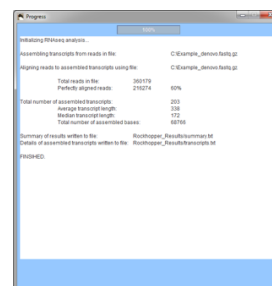 Progress
100%
Initializing RNAseq analysis...
Assembling transcripts from reads in file: C:\Example_denovo.fastq.gz
Aligning reads to assembled transcripts using file: C:\Example_denovo.fastq.gz
Total reads in file: 360179
Perfectly aligned reads: 216274 60%
Total number of assembled transcripts: 203
Average transcript length: 338
Median transcript length: 172
Total number of assembled bases: 68766
Summary of results written to file: Rockhopper_Results/summary.txt
Details of assembled transcripts written to file: Rockhopper_Results/transcripts.txt
FINISHED.